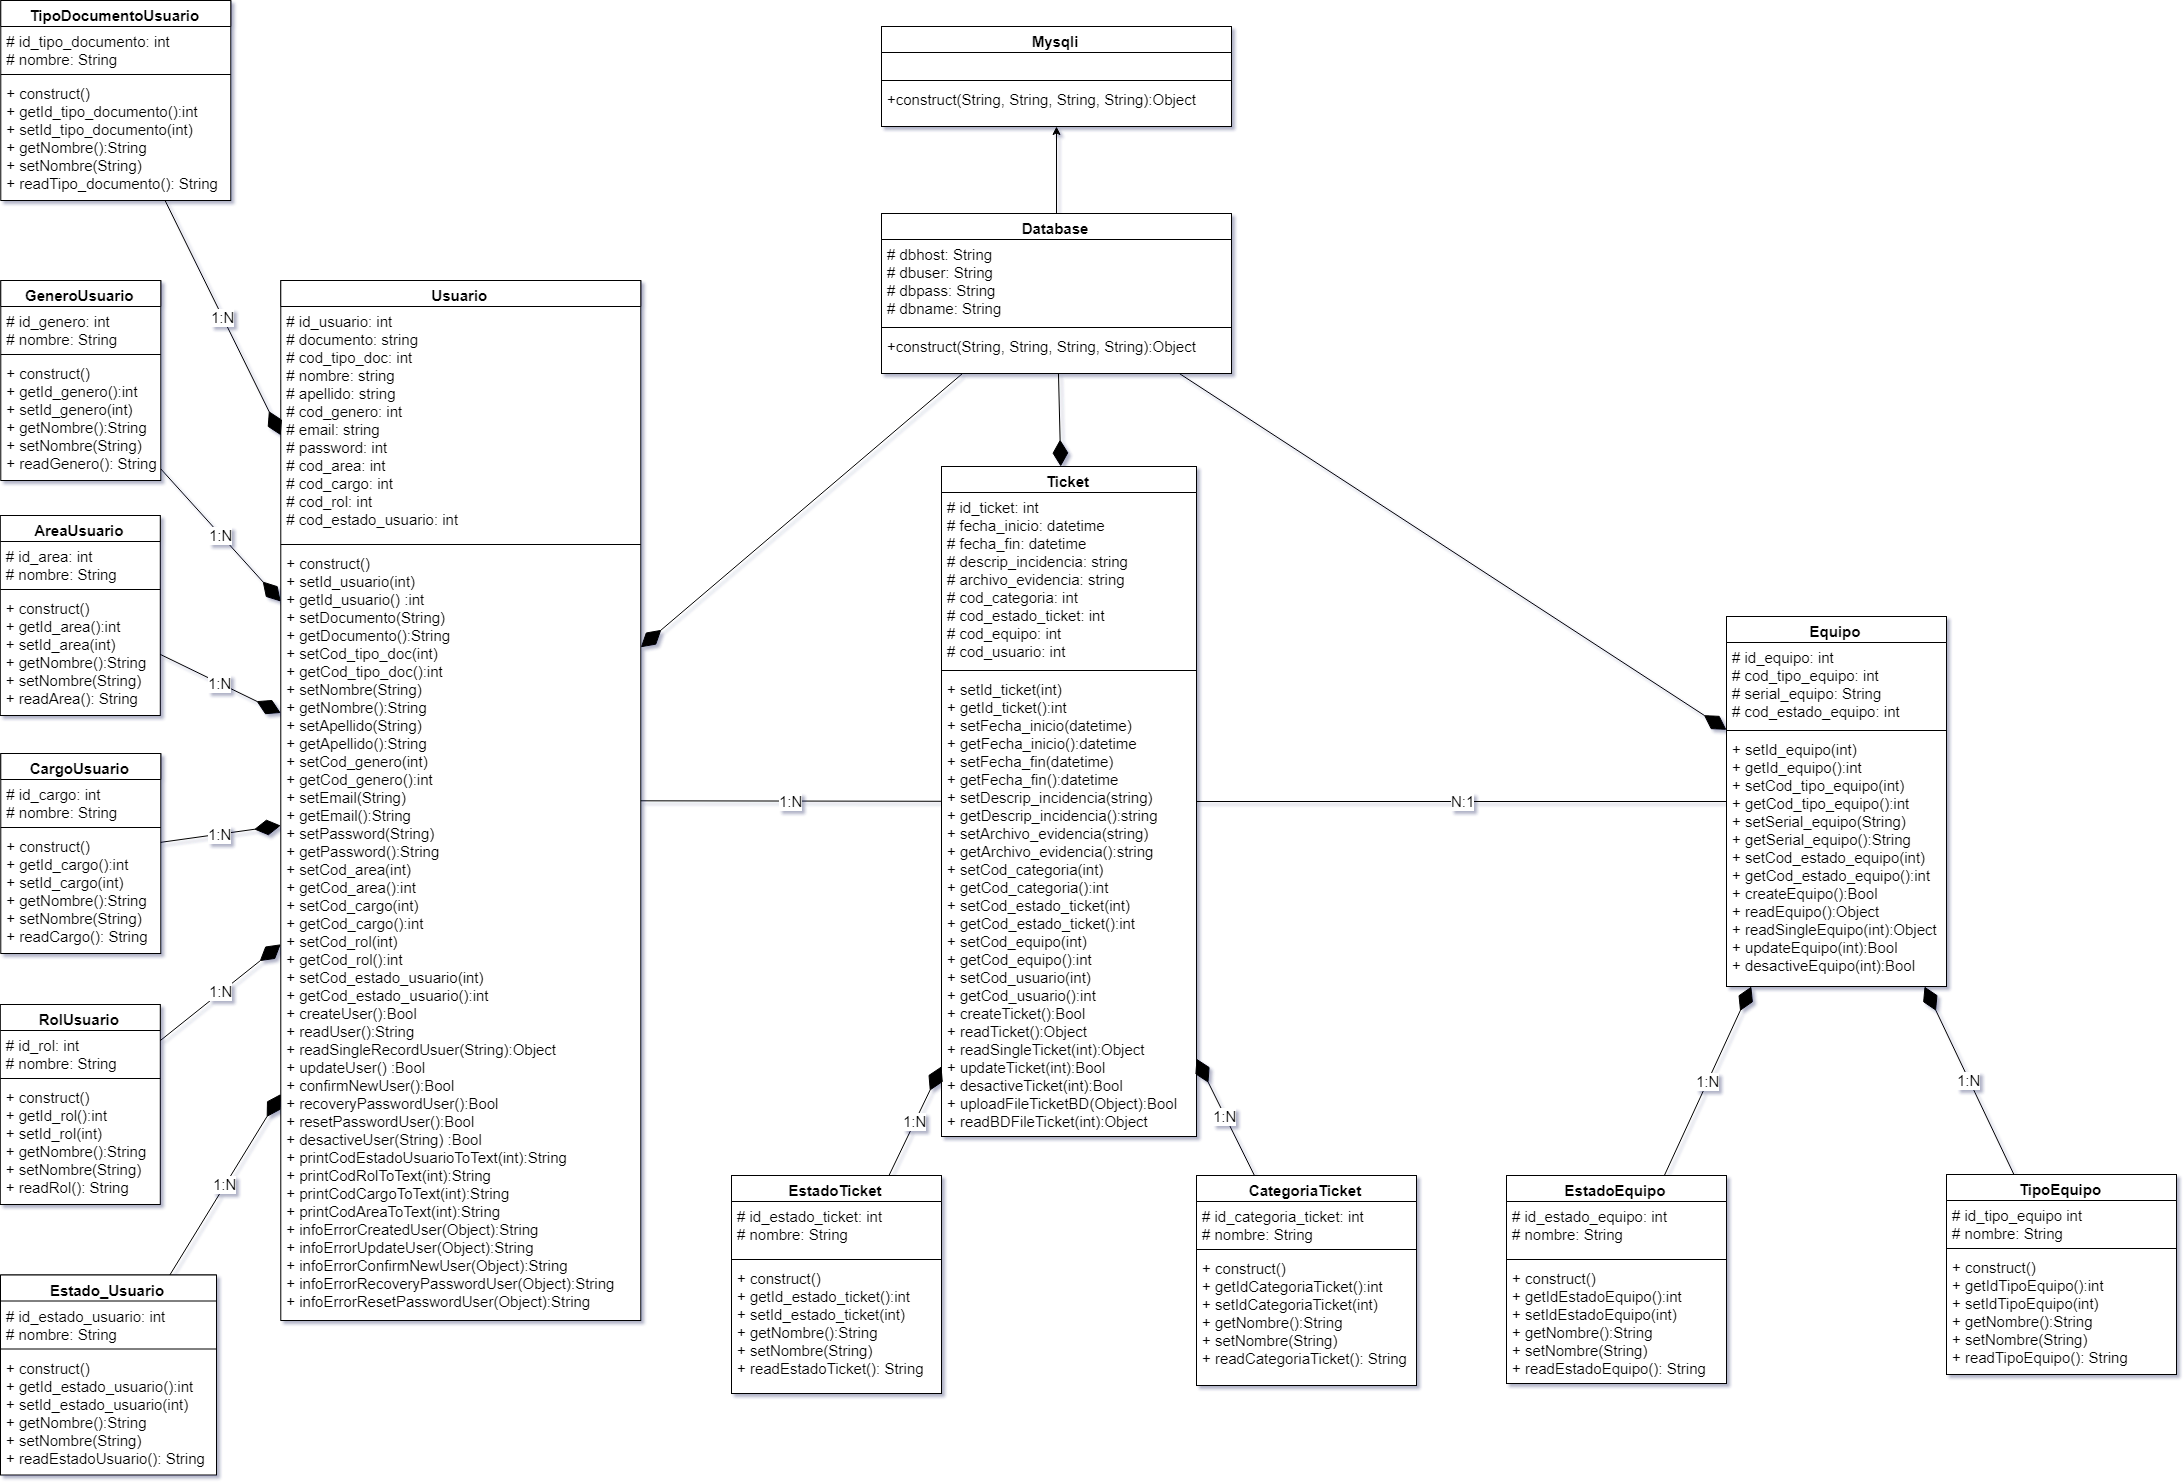 TipoDocumentoUsuario
# id_tipo_documento: int
# nombre: String
+ construct()
+ getId_tipo_documento():int
+ setId_tipo_documento(int)
+ getNombre():String
+ setNombre(String)
+ readTipo_documento(): String
1:N
GeneroUsuario
# id_genero: int
# nombre: String
+ construct()
+ getId_genero():int
+ setId_genero(int)
+ getNombre():String
+ setNombre(String)
+ readGenero(): String
1:N
AreaUsuario
# id_area: int
# nombre: String
+ construct()
+ getId_area():int
+ setId_area(int)
+ getNombre():String
+ setNombre(String)
+ readArea(): String
1:N
CargoUsuario
# id_cargo: int
# nombre: String
+ construct()
+ getId_cargo():int
+ setId_cargo(int)
+ getNombre():String
+ setNombre(String)
+ readCargo(): String
1:N
RolUsuario
# id_rol: int
# nombre: String
+ construct()
+ getId_rol():int
+ setId_rol(int)
+ getNombre():String
+ setNombre(String)
+ readRol(): String
1:N
Estado_Usuario
# id_estado_usuario: int
# nombre: String
+ construct()
+ getId_estado_usuario():int
+ setId_estado_usuario(int)
+ getNombre():String
+ setNombre(String)
+ readEstadoUsuario(): String
1:N
Usuario
# id_usuario: int
# documento: string
# cod_tipo_doc: int
# nombre: string
# apellido: string
# cod_genero: int
# email: string
# password: int
# cod_area: int
# cod_cargo: int
# cod_rol: int
# cod_estado_usuario: int
+ construct()
+ setId_usuario(int)
+ getId_usuario() :int
+ setDocumento(String)
+ getDocumento():String
+ setCod_tipo_doc(int)
+ getCod_tipo_doc():int
+ setNombre(String)
+ getNombre():String
+ setApellido(String)
+ getApellido():String
+ setCod_genero(int)
+ getCod_genero():int
+ setEmail(String)
+ getEmail():String
+ setPassword(String)
+ getPassword():String
+ setCod_area(int)
+ getCod_area():int
+ setCod_cargo(int)
+ getCod_cargo():int
+ setCod_rol(int)
+ getCod_rol():int
+ setCod_estado_usuario(int)
+ getCod_estado_usuario():int
+ createUser():Bool
+ readUser():String
+ readSingleRecordUsuer(String):Object
+ updateUser() :Bool
+ confirmNewUser():Bool
+ recoveryPasswordUser():Bool
+ resetPasswordUser():Bool
+ desactiveUser(String) :Bool
+ printCodEstadoUsuarioToText(int):String
+ printCodRolToText(int):String
+ printCodCargoToText(int):String
+ printCodAreaToText(int):String
+ infoErrorCreatedUser(Object):String
+ infoErrorUpdateUser(Object):String
+ infoErrorConfirmNewUser(Object):String
+ infoErrorRecoveryPasswordUser(Object):String
+ infoErrorResetPasswordUser(Object):String
1:N
Mysqli
+construct(String, String, String, String):Object
Database
# dbhost: String
# dbuser: String
# dbpass: String
# dbname: String
+construct(String, String, String, String):Object
Ticket
# id_ticket: int
# fecha_inicio: datetime
# fecha_fin: datetime
# descrip_incidencia: string
# archivo_evidencia: string
# cod_categoria: int
# cod_estado_ticket: int
# cod_equipo: int
# cod_usuario: int
+ setId_ticket(int)
+ getId_ticket():int
+ setFecha_inicio(datetime)
+ getFecha_inicio():datetime
+ setFecha_fin(datetime)
+ getFecha_fin():datetime
+ setDescrip_incidencia(string)
+ getDescrip_incidencia():string
+ setArchivo_evidencia(string)
+ getArchivo_evidencia():string
+ setCod_categoria(int)
+ getCod_categoria():int
+ setCod_estado_ticket(int)
+ getCod_estado_ticket():int
+ setCod_equipo(int)
+ getCod_equipo():int
+ setCod_usuario(int)
+ getCod_usuario():int
+ createTicket():Bool
+ readTicket():Object
+ readSingleTicket(int):Object
+ updateTicket(int):Bool
+ desactiveTicket(int):Bool
+ uploadFileTicketBD(Object):Bool
+ readBDFileTicket(int):Object
1:N
1:N
N:1
EstadoTicket
# id_estado_ticket: int
# nombre: String
+ construct()
+ getId_estado_ticket():int
+ setId_estado_ticket(int)
+ getNombre():String
+ setNombre(String)
+ readEstadoTicket(): String
CategoriaTicket
# id_categoria_ticket: int
# nombre: String
+ construct()
+ getIdCategoriaTicket():int
+ setIdCategoriaTicket(int)
+ getNombre():String
+ setNombre(String)
+ readCategoriaTicket(): String
Equipo
# id_equipo: int
# cod_tipo_equipo: int
# serial_equipo: String
# cod_estado_equipo: int
+ setId_equipo(int)
+ getId_equipo():int
+ setCod_tipo_equipo(int)
+ getCod_tipo_equipo():int
+ setSerial_equipo(String)
+ getSerial_equipo():String
+ setCod_estado_equipo(int)
+ getCod_estado_equipo():int
+ createEquipo():Bool
+ readEquipo():Object
+ readSingleEquipo(int):Object
+ updateEquipo(int):Bool
+ desactiveEquipo(int):Bool
1:N
1:N
EstadoEquipo
# id_estado_equipo: int
# nombre: String
+ construct()
+ getIdEstadoEquipo():int
+ setIdEstadoEquipo(int)
+ getNombre():String
+ setNombre(String)
+ readEstadoEquipo(): String
TipoEquipo
# id_tipo_equipo int
# nombre: String
+ construct()
+ getIdTipoEquipo():int
+ setIdTipoEquipo(int)
+ getNombre():String
+ setNombre(String)
+ readTipoEquipo(): String